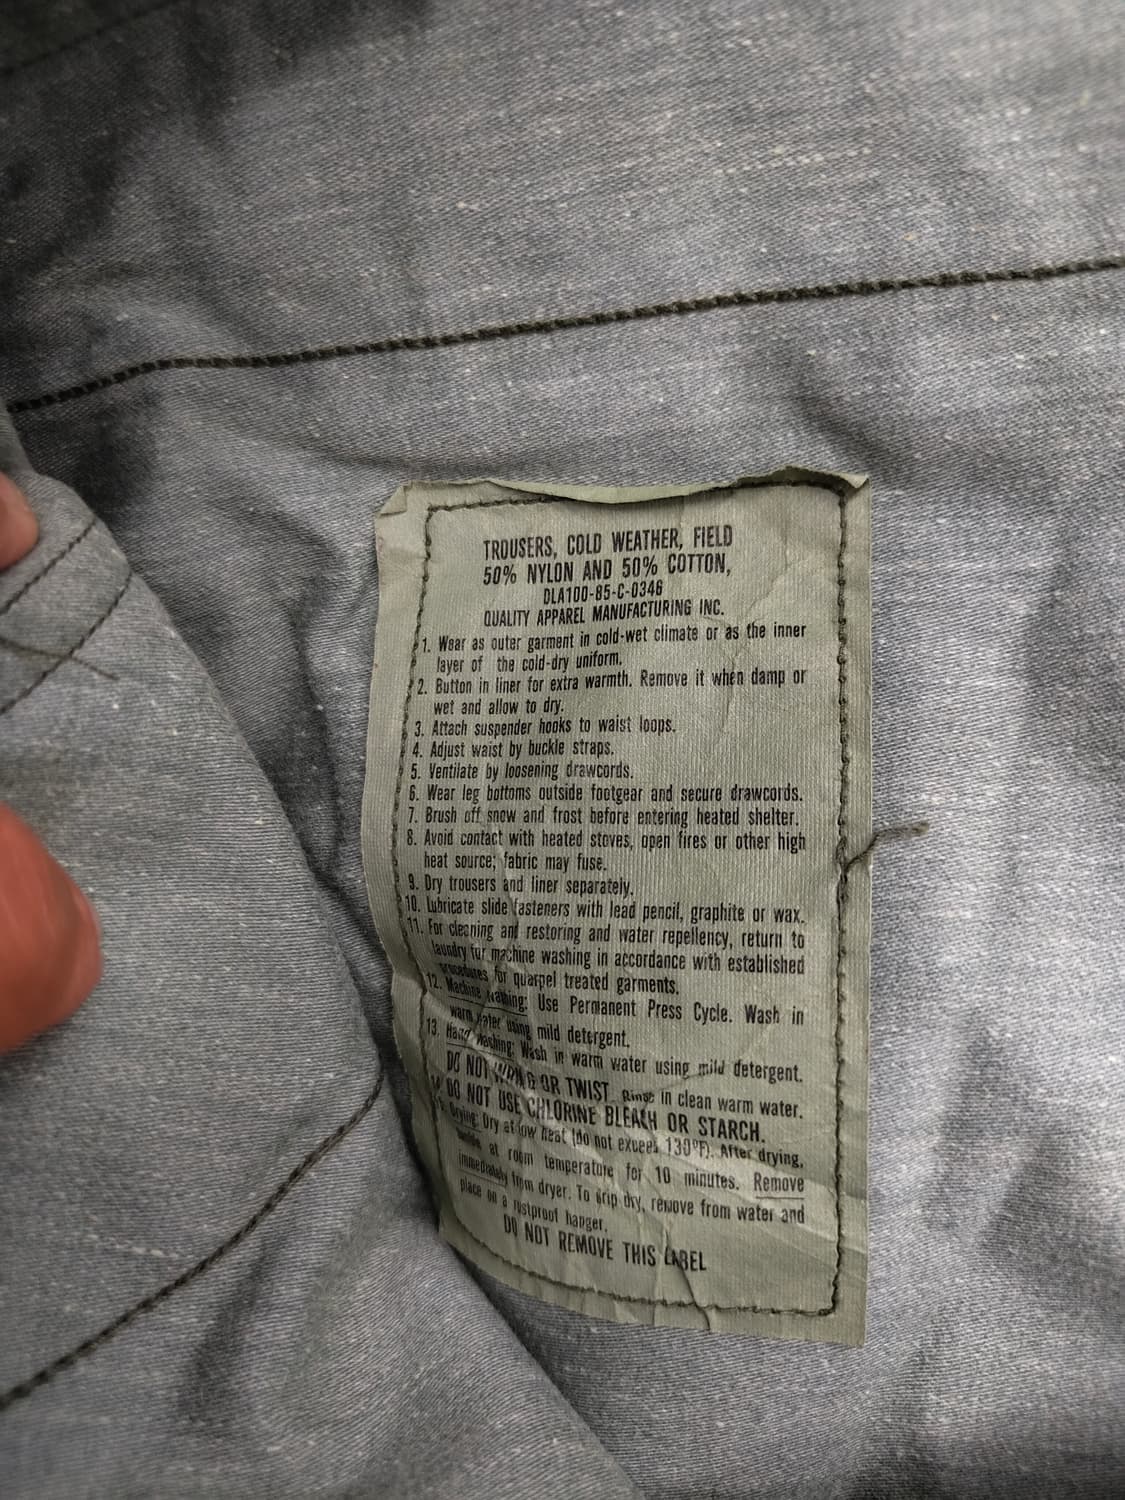 TROUSERS, COLD WEATHER, FIELD
50% NYLON AND 50% COTTON,
DLA100-85-C-0346
QUALITY APPAREL MANUFACTURING INC.
1. Wear as outer garment in cold-wet climate or as the inner
layer of the cold-dry uniform.
2. Button in liner for extra warmth. Remove it when damp or
wet and allow to dry.
3. Attach suspender hooks to waist loops.
4. Adjust waist by buckle straps.
5. Ventilate by loosening drawcords.
6. Wear leg bottoms outside footgear and secure drawcords.
7. Brush off snow and frost before entering heated shelter.
8. Avoid contact with heated stoves, open fires or other high
heat source; fabric may fuse.
9. Dry trousers and liner separately.
10. Lubricate slide fasteners with lead pencil, graphite or wax.
11. For cleaning and restoring and water repellency, return to
laundry for machine washing in accordance with established
procedures for quarpel treated garments.
12. Machine Washing: Use Permanent Press Cycle. Wash in
warm water using mild detergent.
13. Hand Washing: Wash in warm water using mild detergent.
DO NOT WRING OR TWIST. Rinse in clean warm water.
14. DO NOT USE CHLORINE BLEACH OR STARCH.
Drying: Dry at low heat (do not exceed 130°F). After drying,
at room temperature for 10 minutes. Remove
immediately from dryer. To drip dry, remove from water and
place on a rustproof hanger.
DO NOT REMOVE THIS LABEL